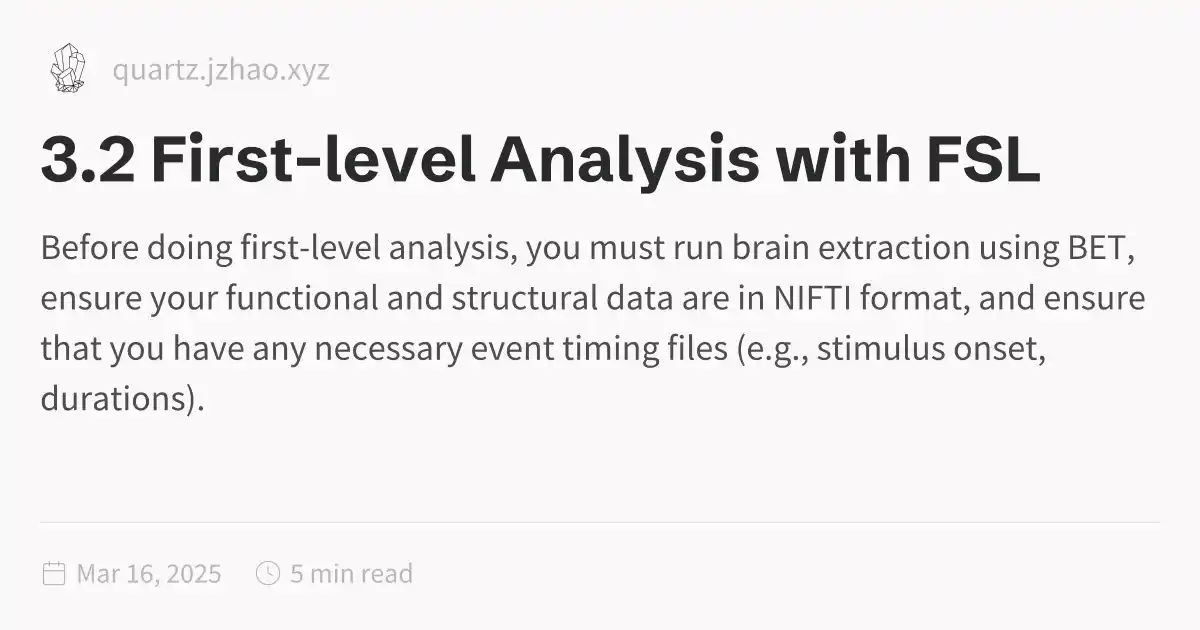 quartz.jzhao.xyz
3.2 First-level Analysis with FSL
Before doing first-level analysis, you must run brain extraction using BET,
ensure your functional and structural data are in NIFTI format, and ensure
that you have any necessary event timing files (e.g., stimulus onset,
durations).
Mar 16, 2025 5 min read